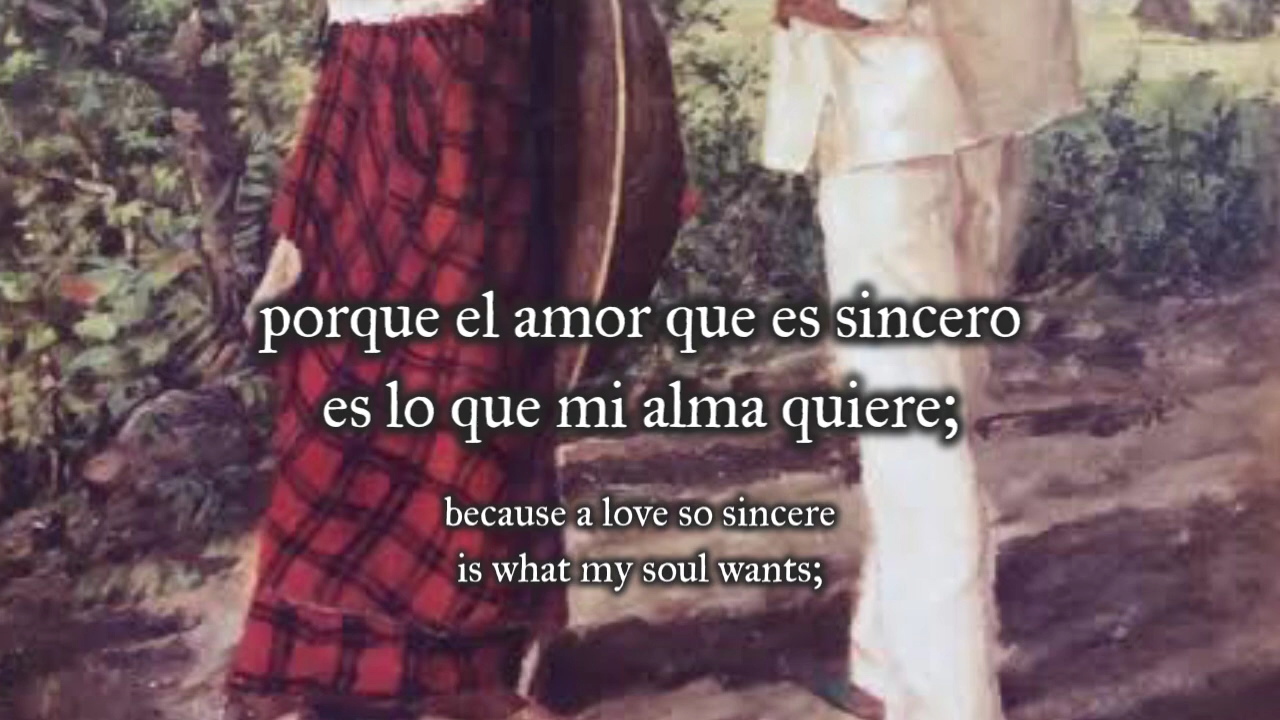 porque el amor que es sincero
es lo que mi alma quiere;
because a love so sincere
is what my soul wants;